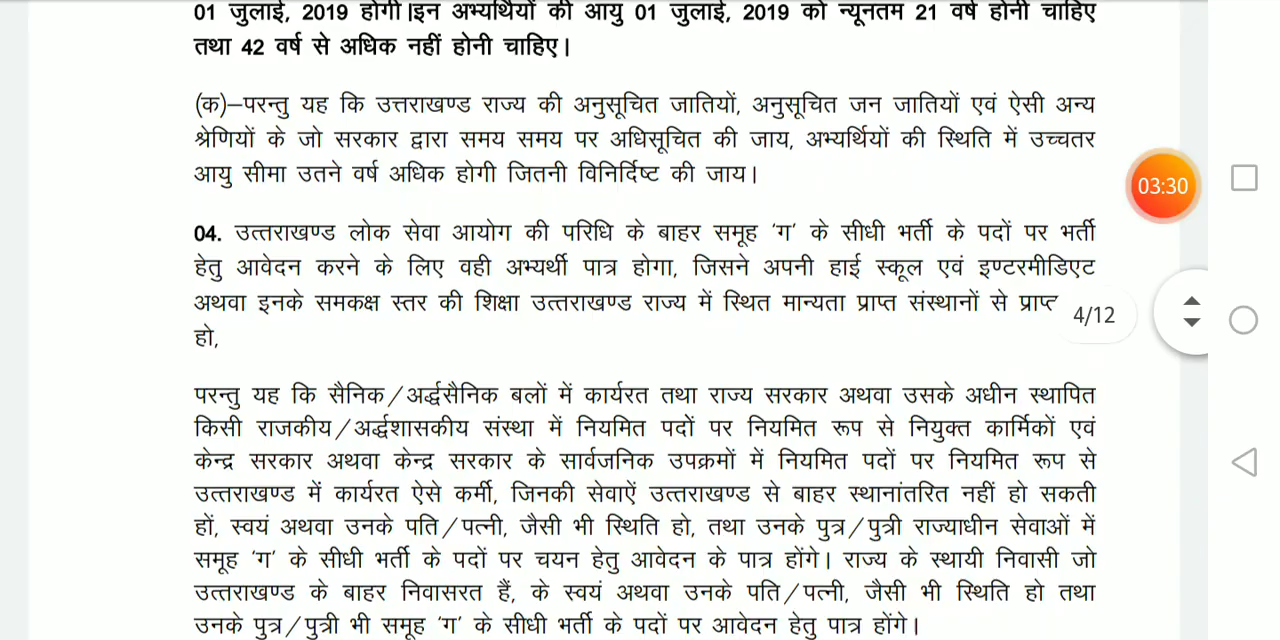 01 जुलाई, 2019 होगी।इन अभ्यर्थियों की आयु 01 जुलाई, 2019 को न्यूनतम 21 वर्ष होनी चाहिए
तथा 42 वर्ष से अधिक नहीं होनी चाहिए।
(क)–परन्तु यह कि उत्तराखण्ड राज्य की अनुसूचित जातियों, अनुसूचित जन जातियों एवं ऐसी अन्य
श्रेणियों के जो सरकार द्वारा समय समय पर अधिसूचित की जाय, अभ्यर्थियों की स्थिति में उच्चतर
आयु सीमा उतने वर्ष अधिक होगी जितनी विनिर्दिष्ट की जाय।
03:30
04. उत्तराखण्ड लोक सेवा आयोग की परिधि के बाहर समूह 'ग' के सीधी भर्ती के पदों पर भर्ती
हेतु आवेदन करने के लिए वही अभ्यर्थी पात्र होगा, जिसने अपनी हाई स्कूल एवं इण्टरमीडिएट
अथवा इनके समकक्ष स्तर की शिक्षा उत्तराखण्ड राज्य में स्थित मान्यता प्राप्त संस्थानों से प्राप्त
4/12
हो,
परन्तु यह कि सैनिक/अर्द्धसैनिक बलों में कार्यरत तथा राज्य सरकार अथवा उसके अधीन स्थापित
किसी राजकीय/अर्द्धशासकीय संस्था में नियमित पदों पर नियमित रूप से नियुक्त कार्मिकों एवं
केन्द्र सरकार अथवा केन्द्र सरकार के सार्वजनिक उपक्रमों में नियमित पदों पर नियमित रूप से
उत्तराखण्ड में कार्यरत ऐसे कर्मी, जिनकी सेवाऐं उत्तराखण्ड से बाहर स्थानांतरित नहीं हो सकती
हों, स्वयं अथवा उनके पति/पत्नी, जैसी भी स्थिति हो, तथा उनके पुत्र/पुत्री राज्याधीन सेवाओं में
समूह 'ग' के सीधी भर्ती के पदों पर चयन हेतु आवेदन के पात्र होंगे। राज्य के स्थायी निवासी जो
उत्तराखण्ड के बाहर निवासरत हैं, के स्वयं अथवा उनके पति/पत्नी, जैसी भी स्थिति हो तथा
उनके पुत्र/पुत्री भी समूह 'ग' के सीधी भर्ती के पदों पर आवेदन हेतु पात्र होंगे।